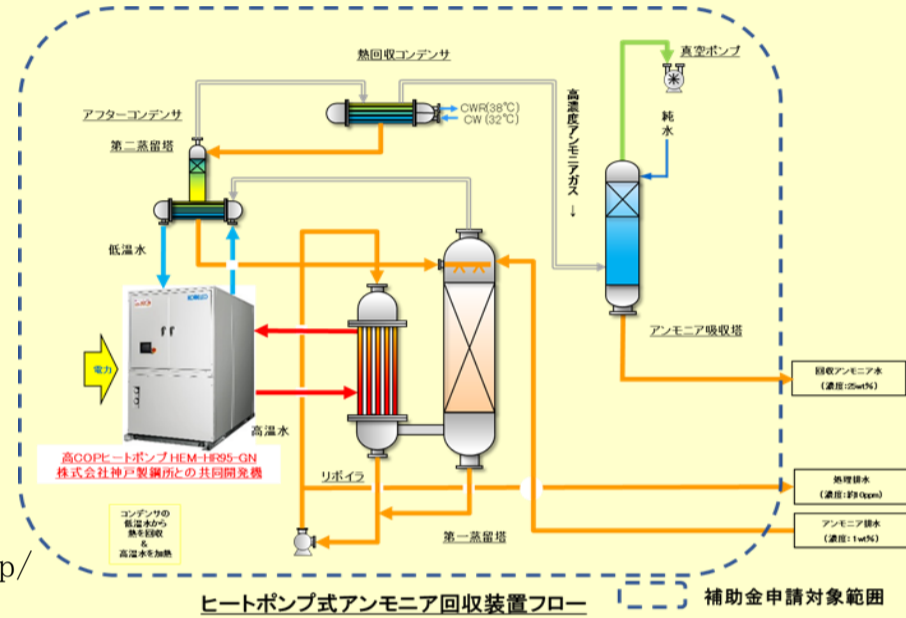 熱回収コンデンサ
真空ポンプ
CWR(38℃)
CW(32℃)
アフターコンデンサ
第二蒸留塔
高濃度アンモニアガス →
純水
低温水
アンモニア吸収塔
電力
回収アンモニア水
(濃度:25wt%)
高温水
高COPヒートポンプ HEM-HR95-GN
株式会社神戸製鋼所との共同開発機
リボイラ
処理排水
(濃度:約10ppm)
コンデンサの
低温水から
熱を回収
&
高温水を加熱
第一蒸留塔
アンモニア排水
(濃度:1wt%)
p/
ヒートポンプ式アンモニア回収装置フロー
補助金申請対象範囲